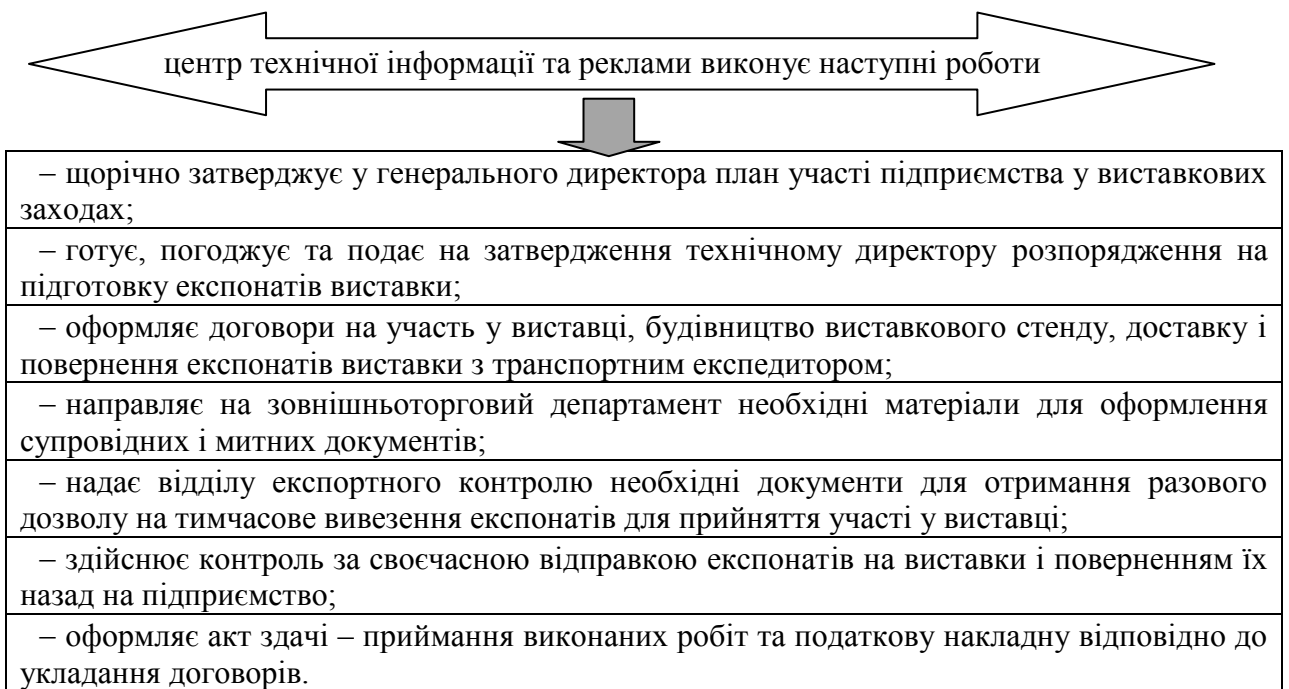 центр технічної інформації та реклами виконує наступні роботи
– щорічно затверджує у генерального директора план участі підприємства у виставкових
заходах;
– готує, погоджує та подає на затвердження технічному директору розпорядження на
підготовку експонатів виставки;
– оформляє договори на участь у виставці, будівництво виставкового стенду, доставку і
повернення експонатів виставки з транспортним експедитором;
– направляє на зовнішньоторговий департамент необхідні матеріали для оформлення
супровідних і митних документів;
– надає відділу експортного контролю необхідні документи для отримання разового
дозволу на тимчасове вивезення експонатів для прийняття участі у виставці;
– здійснює контроль за своєчасною відправкою експонатів на виставки і поверненням їх
назад на підприємство;
– оформляє акт здачі – приймання виконаних робіт та податкову накладну відповідно до
укладання договорів.